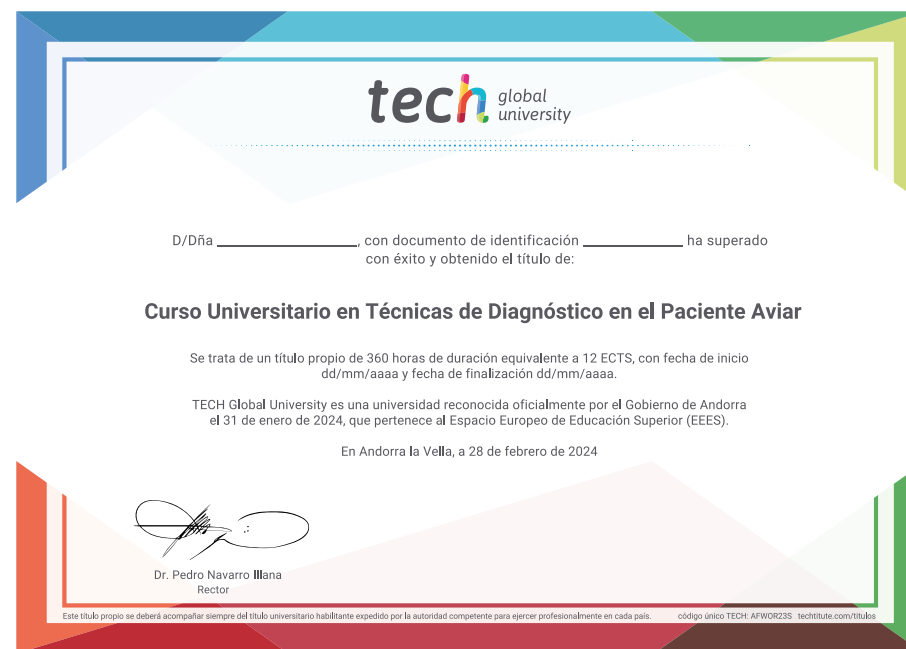 tech global university
D/Dña ____________________, con documento de identificación ______________ ha superado
con éxito y obtenido el título de:
Curso Universitario en Técnicas de Diagnóstico en el Paciente Aviar
Se trata de un título propio de 360 horas de duración equivalente a 12 ECTS, con fecha de inicio
dd/mm/aaaa y fecha de finalización dd/mm/aaaa.
TECH Global University es una universidad reconocida oficialmente por el Gobierno de Andorra
el 31 de enero de 2024, que pertenece al Espacio Europeo de Educación Superior (EEES).
En Andorra la Vella, a 28 de febrero de 2024
Dr. Pedro Navarro Illana
Rector
Este título propio se deberá acompañar siempre del título universitario habilitante expedido por la autoridad competente para ejercer profesionalmente en cada país. código único TECH: AFWOR23S techtitute.com/titulos